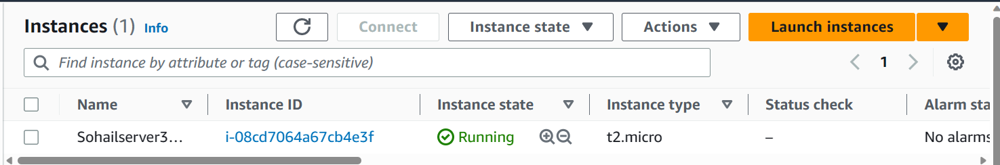 Instances (1) Info Connect Instance state Actions Launch instances
Find instance by attribute or tag (case-sensitive) 1
Name Instance ID Instance state Instance type Status check Alarm sta
Sohailserver3... i-08cd7064a67cb4e3f Running t2.micro – No alarms